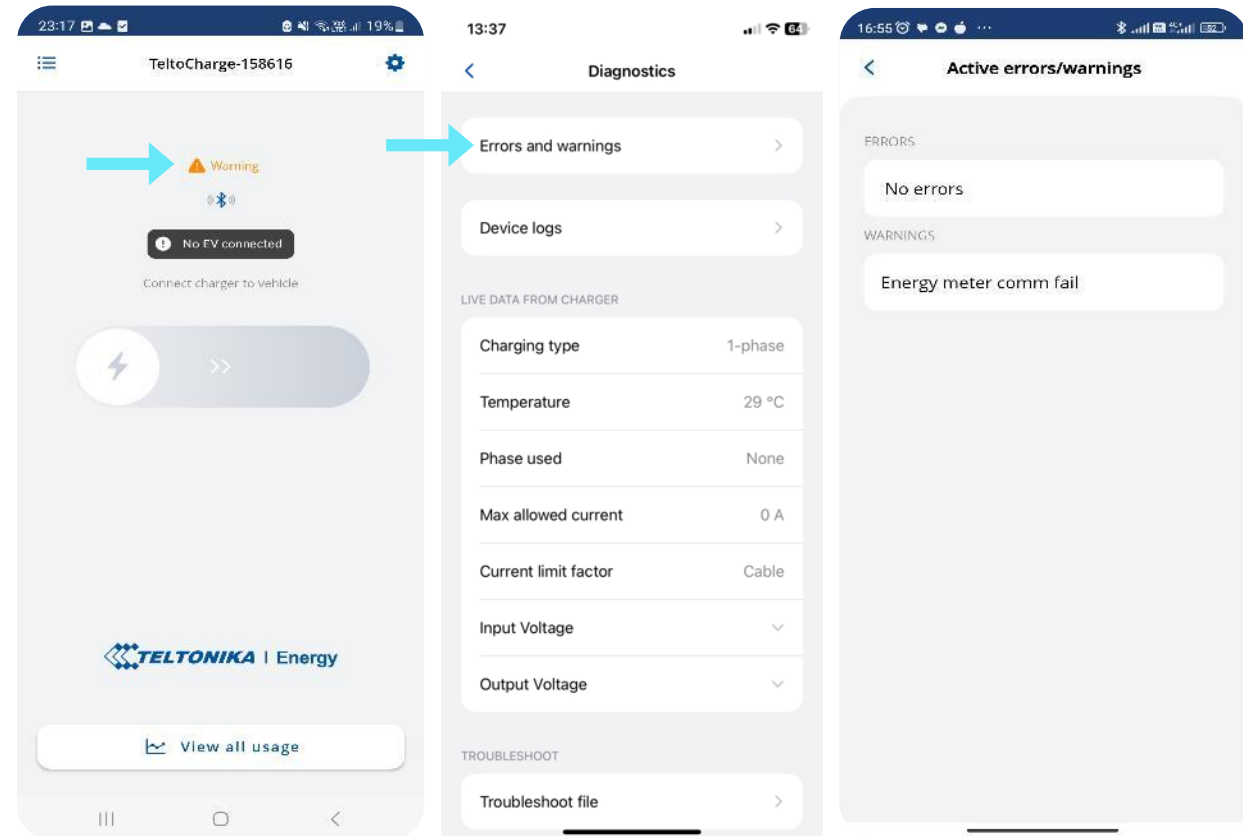 23:17
19%
TeltoCharge-158616
Warning
No EV connected
Connect charger to vehicle
TELTONIKA | Energy
View all usage
13:37
64
Diagnostics
Errors and warnings
Device logs
LIVE DATA FROM CHARGER
Charging type 1-phase
Temperature 29 °C
Phase used None
Max allowed current 0 A
Current limit factor Cable
Input Voltage
Output Voltage
TROUBLESHOOT
Troubleshoot file
16:55
Active errors/warnings
ERRORS
No errors
WARNINGS
Energy meter comm fail